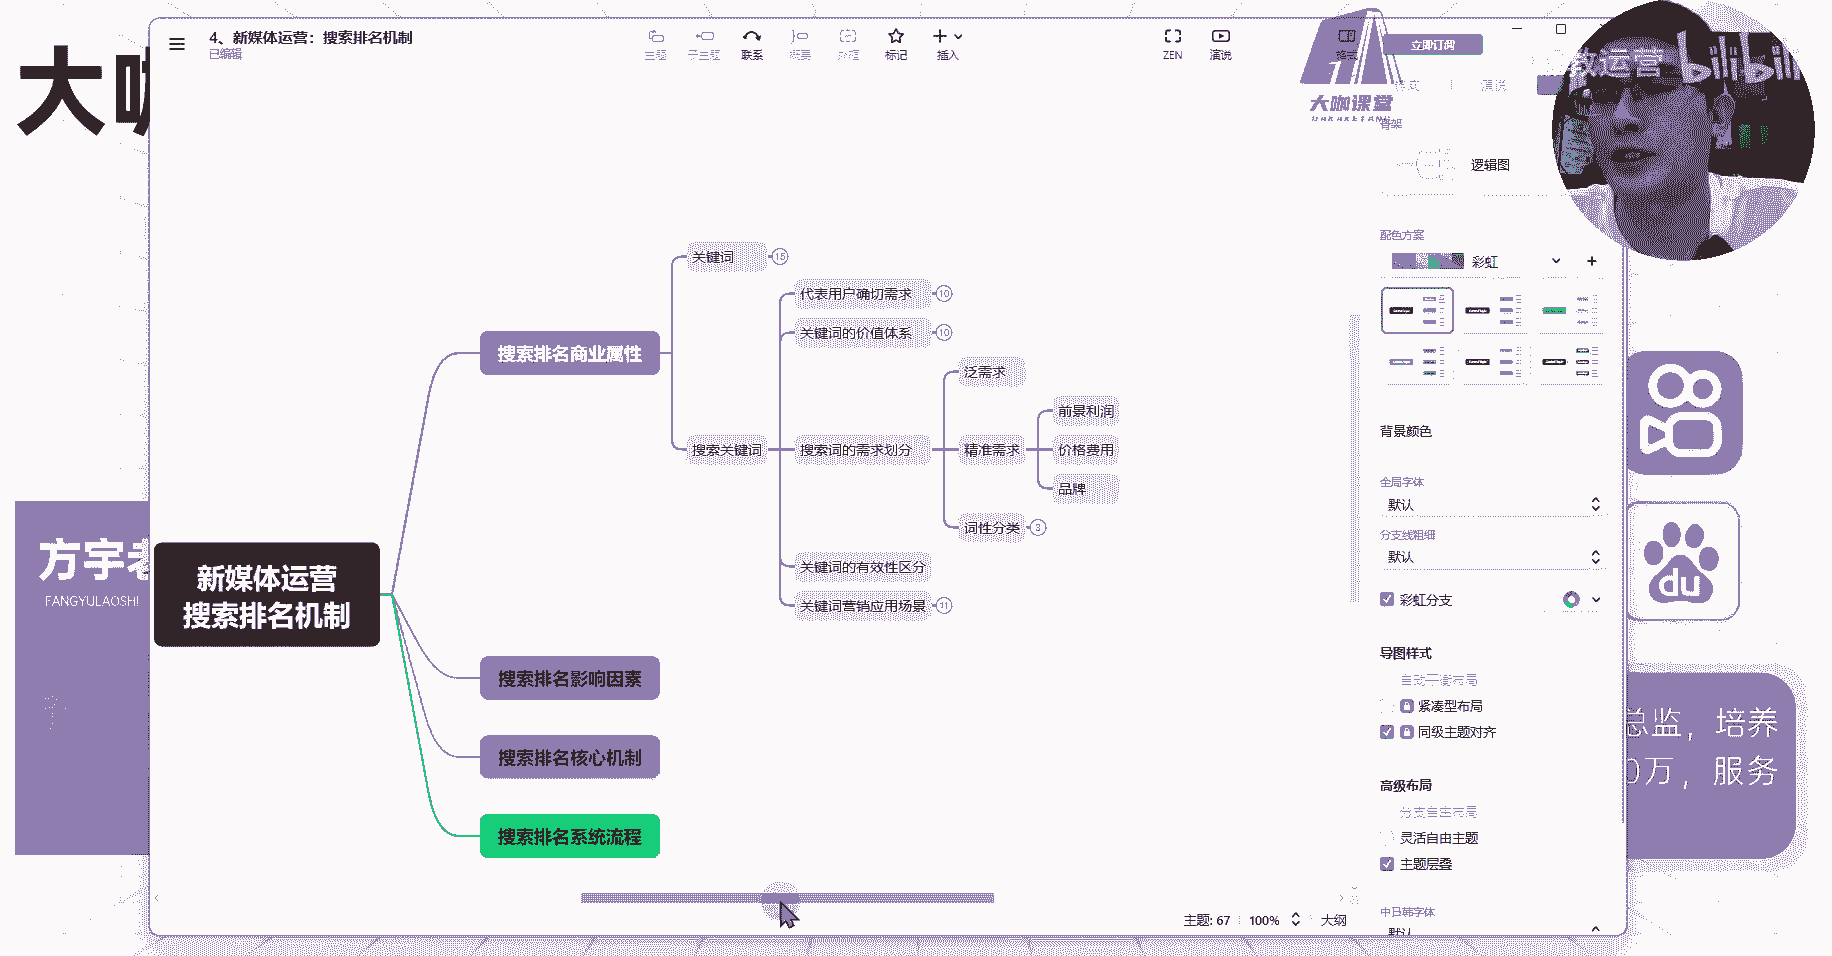 大咖
4、新媒体运营：搜索排名机制
已编辑
主题
子主题
联系
概要
外框
标记
插入
ZEN
演说
格式
立即订阅
大咖课堂
DAKAKETANG
教运营
bilibili
演说
骨架
逻辑图
配色方案
彩虹
背景颜色
全局字体
默认
分支线粗细
默认
彩虹分支
导图样式
自动平衡布局
紧凑型布局
同级主题对齐
高级布局
分支自由布局
灵活自由主题
主题层叠
中日韩字体
默认
新媒体运营
搜索排名机制
搜索排名商业属性
关键词
15
搜索关键词
代表用户确切需求
10
关键词的价值体系
10
搜索词的需求划分
泛需求
精准需求
前景利润
价格费用
品牌
词性分类
3
关键词的有效性区分
关键词营销应用场景
11
搜索排名影响因素
搜索排名核心机制
搜索排名系统流程
主题: 67
100%
大纲
方宇老
FANGYULAOSHI
du
总监，培养
0万，服务